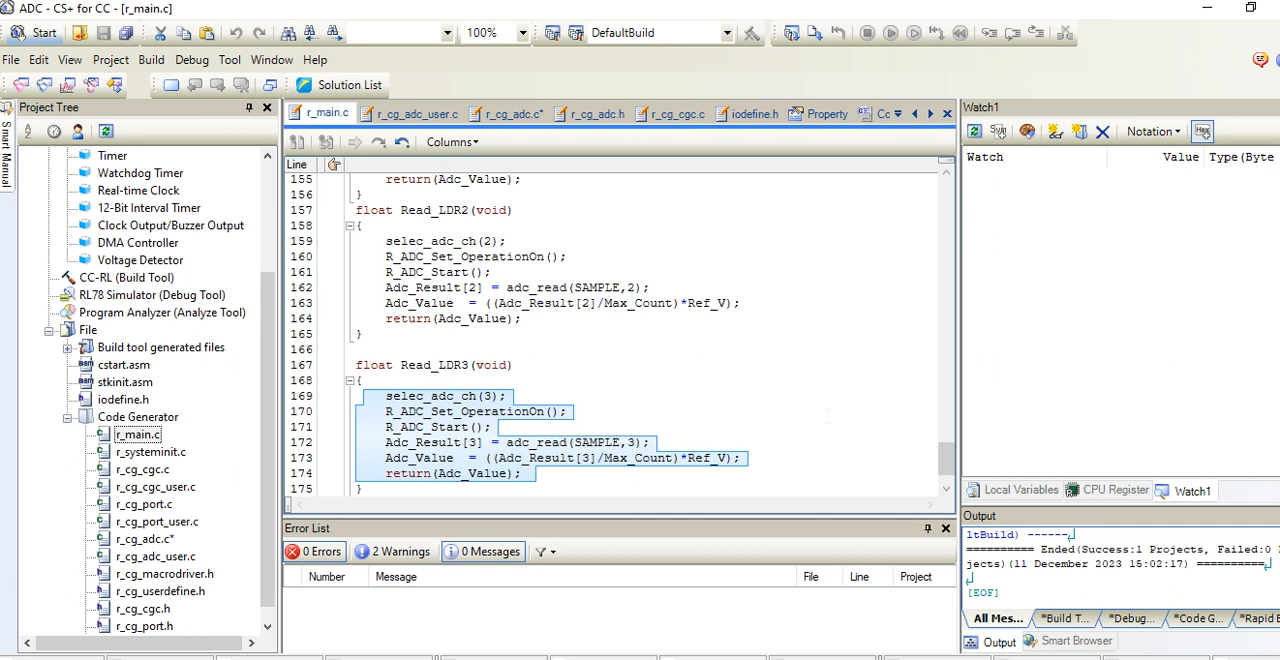 ADC - CS+ for CC - [r_main.c]
Start 100% DefaultBuild
File Edit View Project Build Debug Tool Window Help
Solution List
Smart Manual
Project Tree
Timer
Watchdog Timer
Real-time Clock
12-Bit Interval Timer
Clock Output/Buzzer Output
DMA Controller
Voltage Detector
CC-RL (Build Tool)
RL78 Simulator (Debug Tool)
Program Analyzer (Analyze Tool)
File
Build tool generated files
cstart.asm
stkinit.asm
iodefine.h
Code Generator
r_main.c
r_systeminit.c
r_cg_cgc.c
r_cg_cgc_user.c
r_cg_port.c
r_cg_port_user.c
r_cg_adc.c*
r_cg_adc_user.c
r_cg_macrodriver.h
r_cg_userdefine.h
r_cg_cgc.h
r_cg_port.h
r_main.c r_cg_adc_user.c r_cg_adc.c* r_cg_adc.h r_cg_cgc.c iodefine.h Property Cc
Columns
Line
155 return(Adc_Value);
156 }
157 float Read_LDR2(void)
158 {
159 selec_adc_ch(2);
160 R_ADC_Set_OperationOn();
161 R_ADC_Start();
162 Adc_Result[2] = adc_read(SAMPLE,2);
163 Adc_Value = ((Adc_Result[2]/Max_Count)*Ref_V);
164 return(Adc_Value);
165 }
166
167 float Read_LDR3(void)
168 {
169 selec_adc_ch(3);
170 R_ADC_Set_OperationOn();
171 R_ADC_Start();
172 Adc_Result[3] = adc_read(SAMPLE,3);
173 Adc_Value = ((Adc_Result[3]/Max_Count)*Ref_V);
174 return(Adc_Value);
175 }
Error List
0 Errors 2 Warnings 0 Messages
Number Message File Line Project
Watch1
Notation Hex
Watch Value Type(Byte
Local Variables CPU Register Watch1
Output
ltBuild) ------
========== Ended(Success:1 Projects, Failed:0
jects)(11 December 2023 15:02:17) ==========
[EOF]
All Mes... *Build T... *Debug... *Code G... *Rapid B
Output Smart Browser